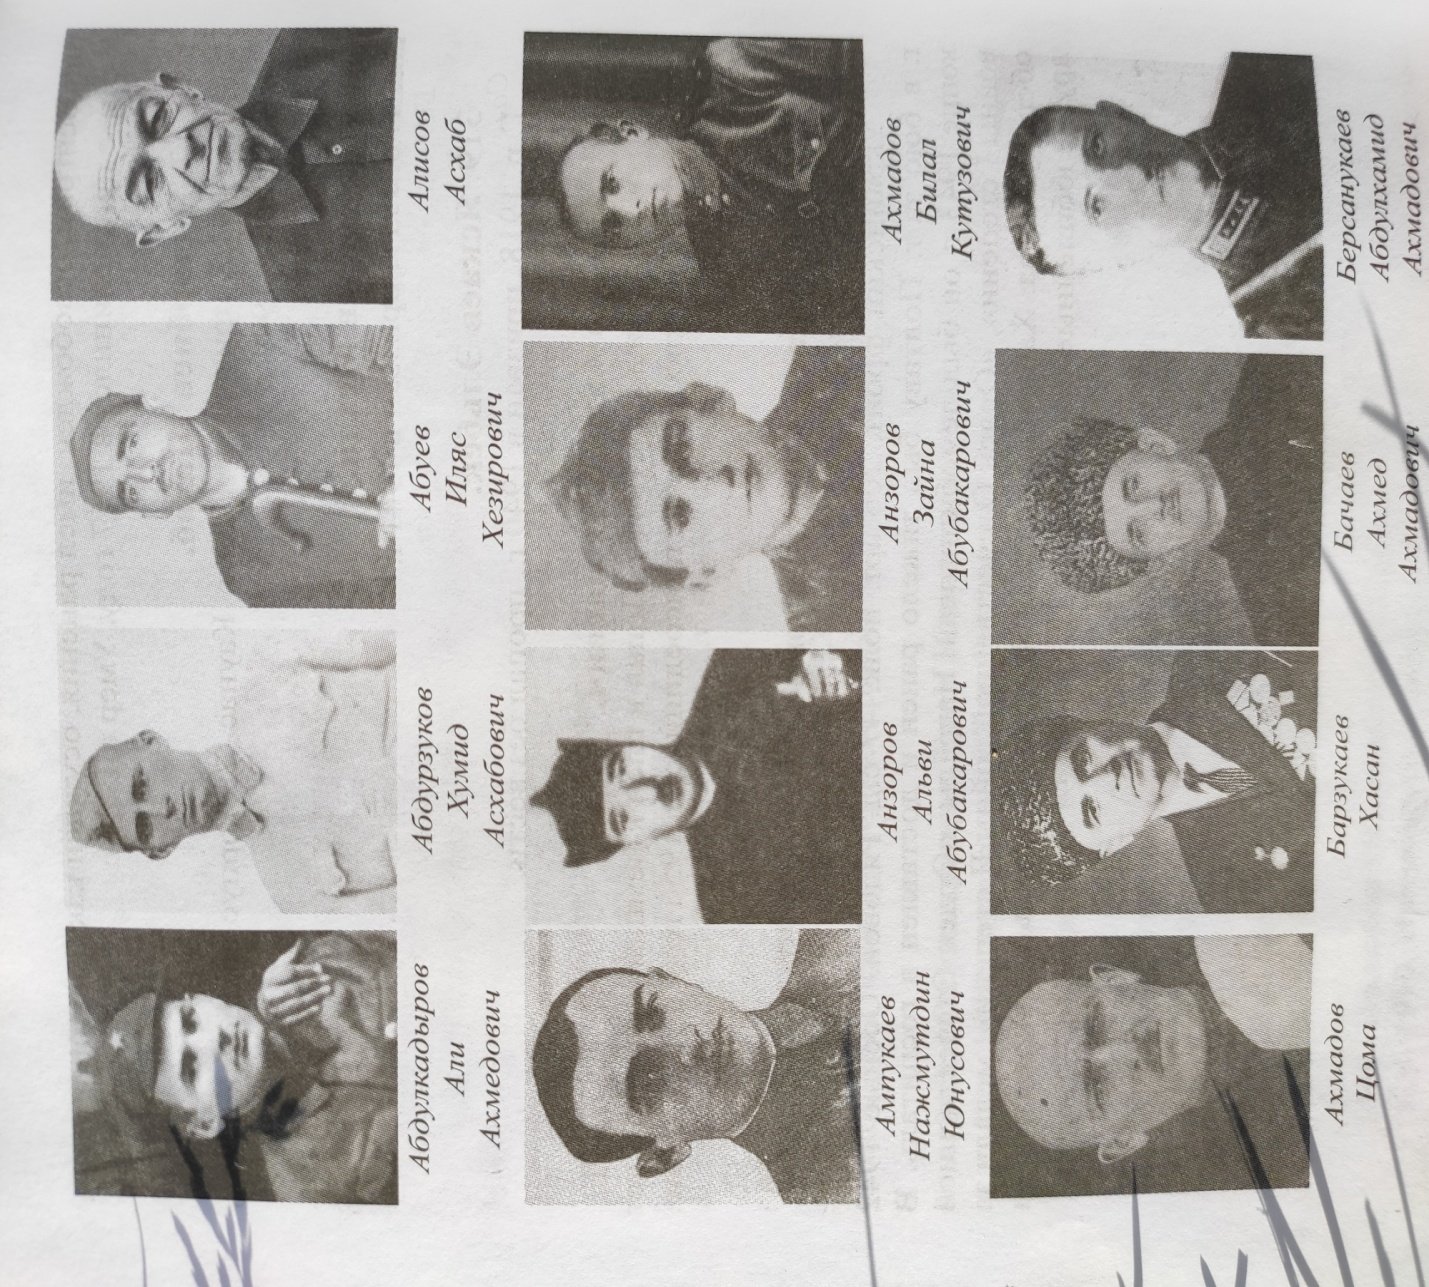 Абдулкадыров
Али
Ахмедович
Абдурзуков
Хумид
Асхабович
Абуев
Иляс
Хезирович
Алисов
Асхаб
Ампукаев
Нажмутдин
Юнусович
Анзоров
Альви
Абубакарович
Анзоров
Зайна
Абубакарович
Ахмадов
Билал
Кутузович
Ахмадов
Цома
Барзукаев
Хасан
Бачаев
Ахмед
Ахмадович
Берсанукаев
Абдулхамид
Ахмадович